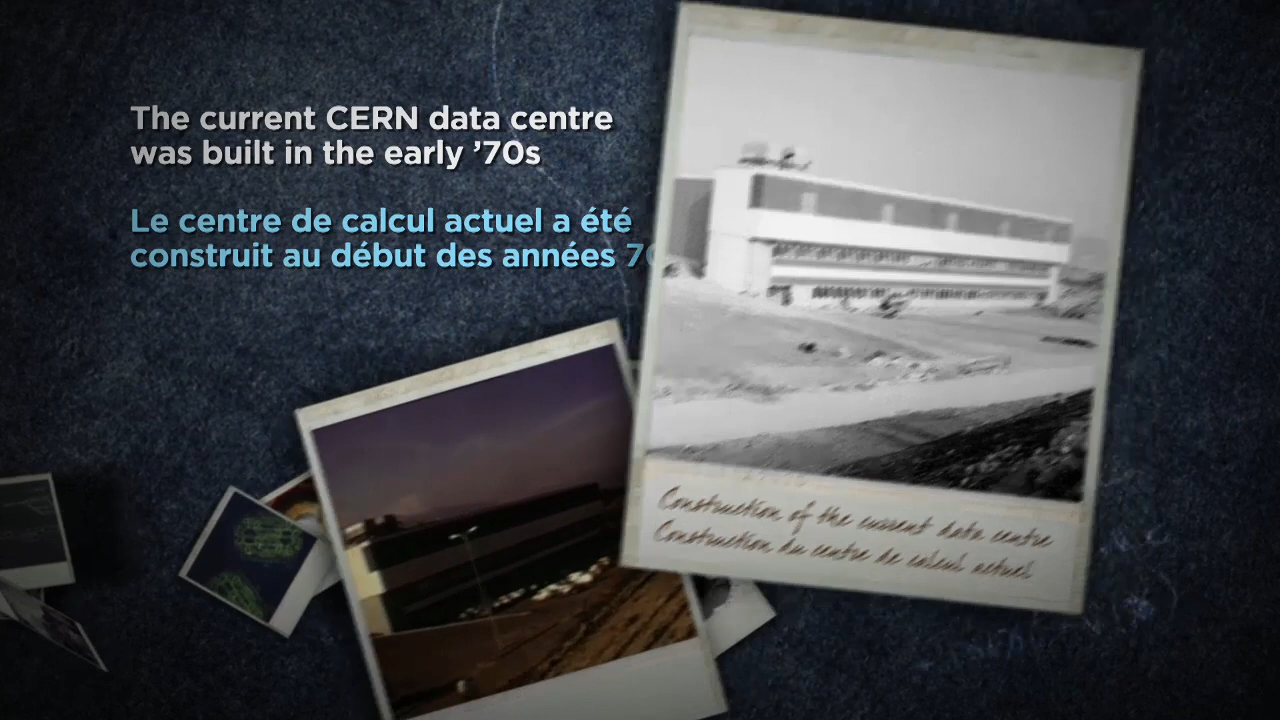 The current CERN data centre
was built in the early ’70s
Le centre de calcul actuel a été
construit au début des années
Construction of the current data centre
Construction du centre de calcul actuel